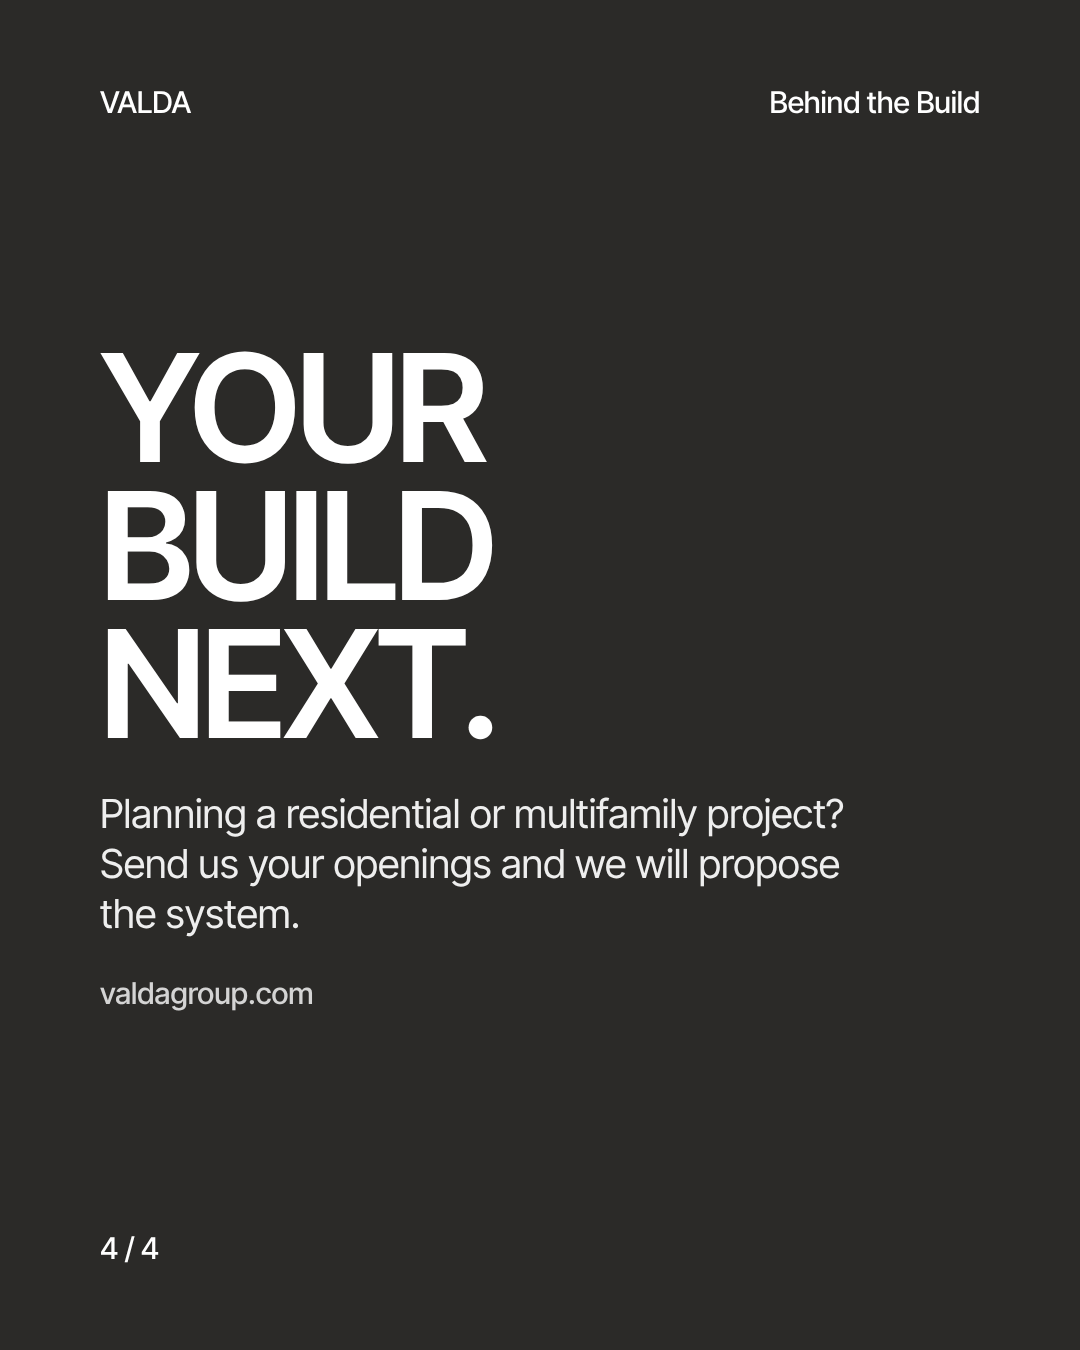 VALDA
Behind the Build
YOUR
BUILD
NEXT.
Planning a residential or multifamily project?
Send us your openings and we will propose
the system.
valdagroup.com
4 / 4